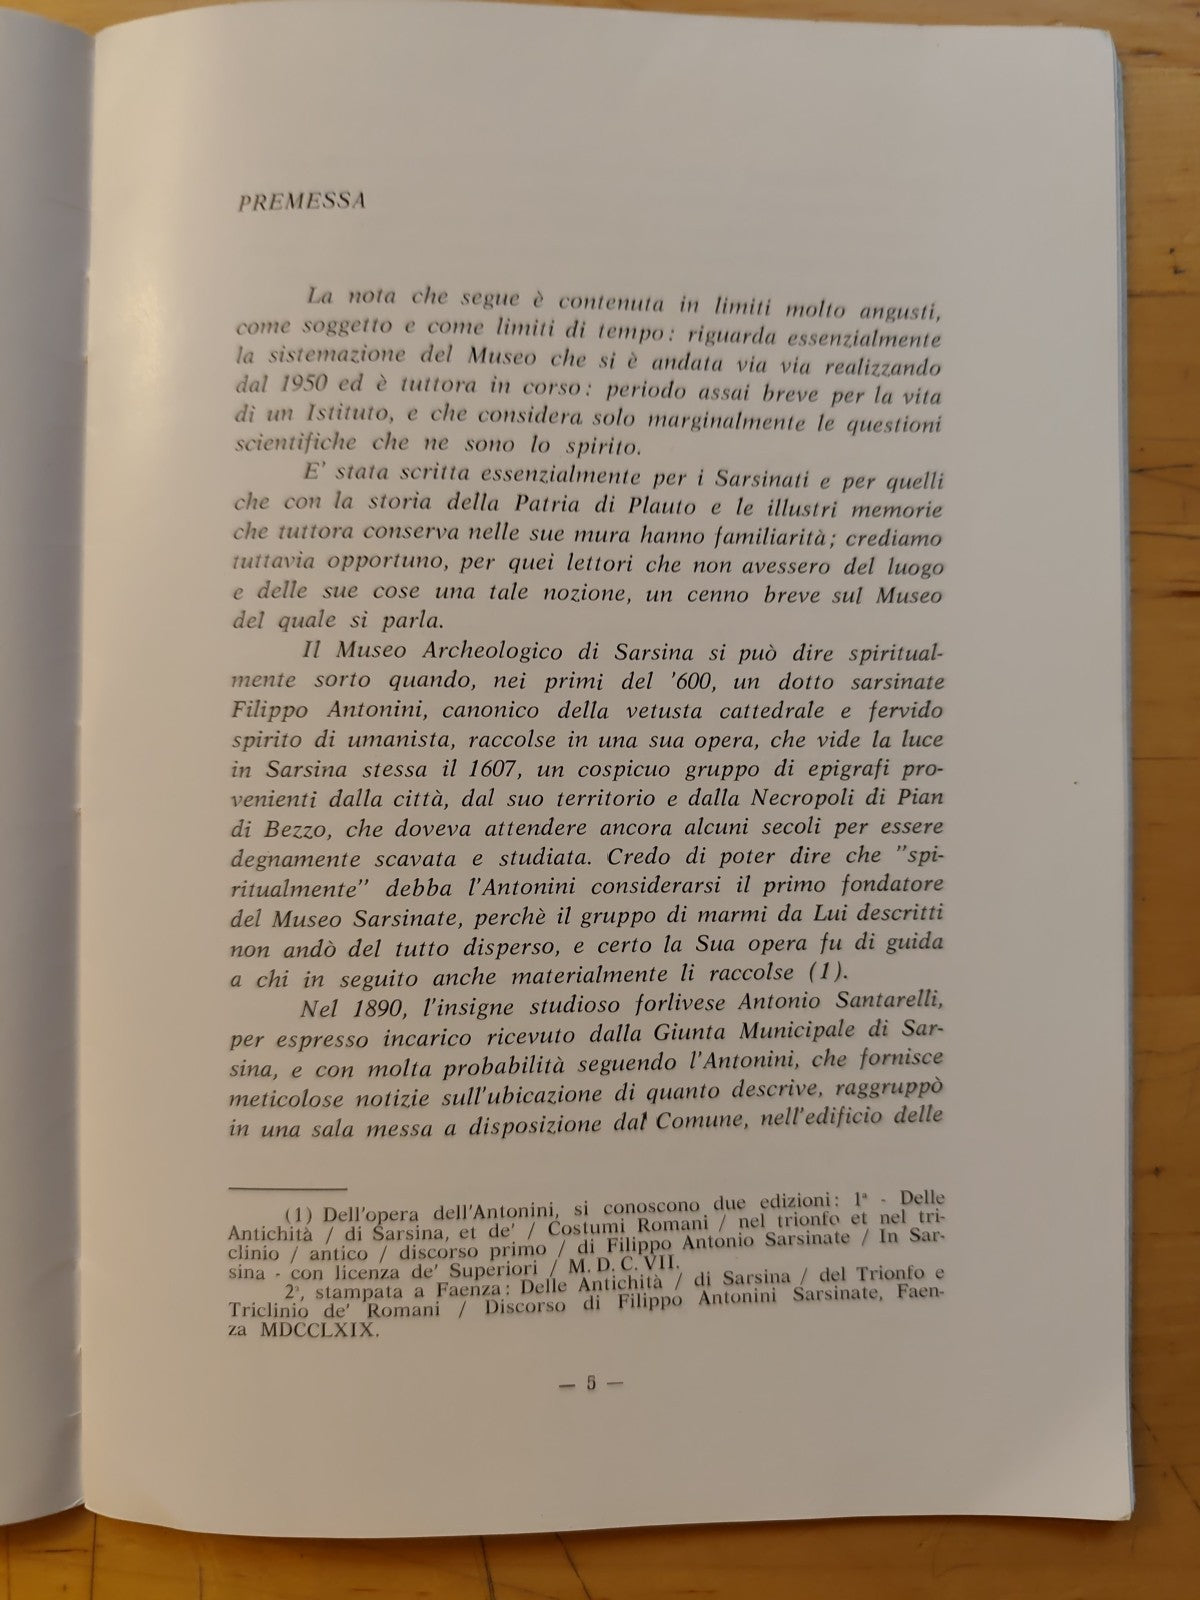 PREMESSA
La nota che segue è contenuta in limiti molto angusti,
come soggetto e come limiti di tempo: riguarda essenzialmente
la sistemazione del Museo che si è andata via via realizzando
dal 1950 ed è tuttora in corso: periodo assai breve per la vita
di un Istituto, e che considera solo marginalmente le questioni
scientifiche che ne sono lo spirito.
E' stata scritta essenzialmente per i Sarsinati e per quelli
che con la storia della Patria di Plauto e le illustri memorie
che tuttora conserva nelle sue mura hanno familiarità; crediamo
tuttavia opportuno, per quei lettori che non avessero del luogo
e delle sue cose una tale nozione, un cenno breve sul Museo
del quale si parla.
Il Museo Archeologico di Sarsina si può dire spiritual-
mente sorto quando, nei primi del '600, un dotto sarsinate
Filippo Antonini, canonico della vetusta cattedrale e fervido
spirito di umanista, raccolse in una sua opera, che vide la luce
in Sarsina stessa il 1607, un cospicuo gruppo di epigrafi pro-
venienti dalla città, dal suo territorio e dalla Necropoli di Pian
di Bezzo, che doveva attendere ancora alcuni secoli per essere
degnamente scavata e studiata. Credo di poter dire che "spi-
ritualmente" debba l'Antonini considerarsi il primo fondatore
del Museo Sarsinate, perchè il gruppo di marmi da Lui descritti
non andò del tutto disperso, e certo la Sua opera fu di guida
a chi in seguito anche materialmente li raccolse (1).
Nel 1890, l'insigne studioso forlivese Antonio Santarelli,
per espresso incarico ricevuto dalla Giunta Municipale di Sar-
sina, e con molta probabilità seguendo l'Antonini, che fornisce
meticolose notizie sull'ubicazione di quanto descrive, raggruppò
in una sala messa a disposizione dal Comune, nell'edificio delle
(1) Dell'opera dell'Antonini, si conoscono due edizioni: 1ª - Delle
Antichità / di Sarsina, et de' / Costumi Romani / nel trionfo et nel tri-
clinio / antico / discorso primo / di Filippo Antonio Sarsinate / In Sar-
sina - con licenza de' Superiori / M. D. C. VII.
2ª, stampata a Faenza: Delle Antichità / di Sarsina / del Trionfo e
Triclinio de' Romani / Discorso di Filippo Antonini Sarsinate, Faen-
za MDCCLXIX.
— 5 —